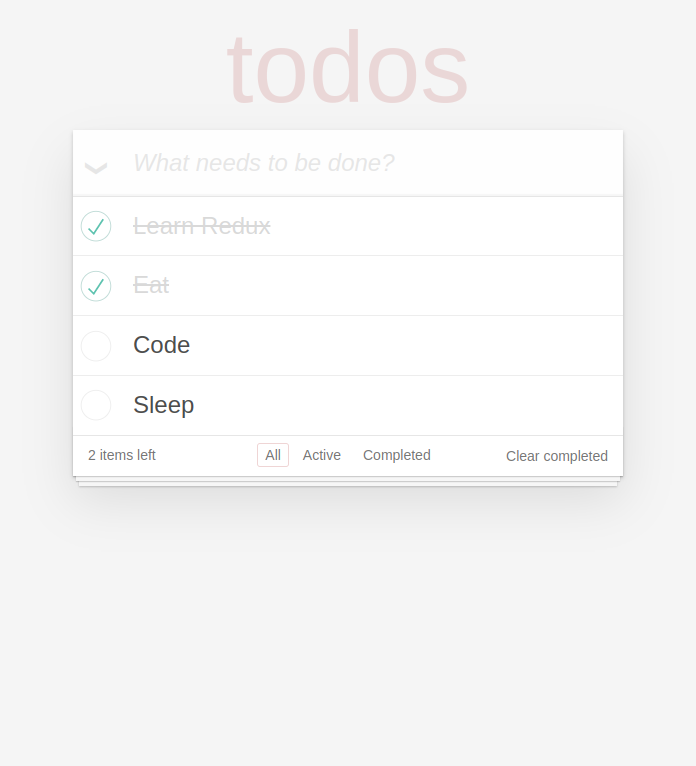 todos
What needs to be done?
Learn Redux
Eat
Code
Sleep
2 items left All Active Completed Clear completed